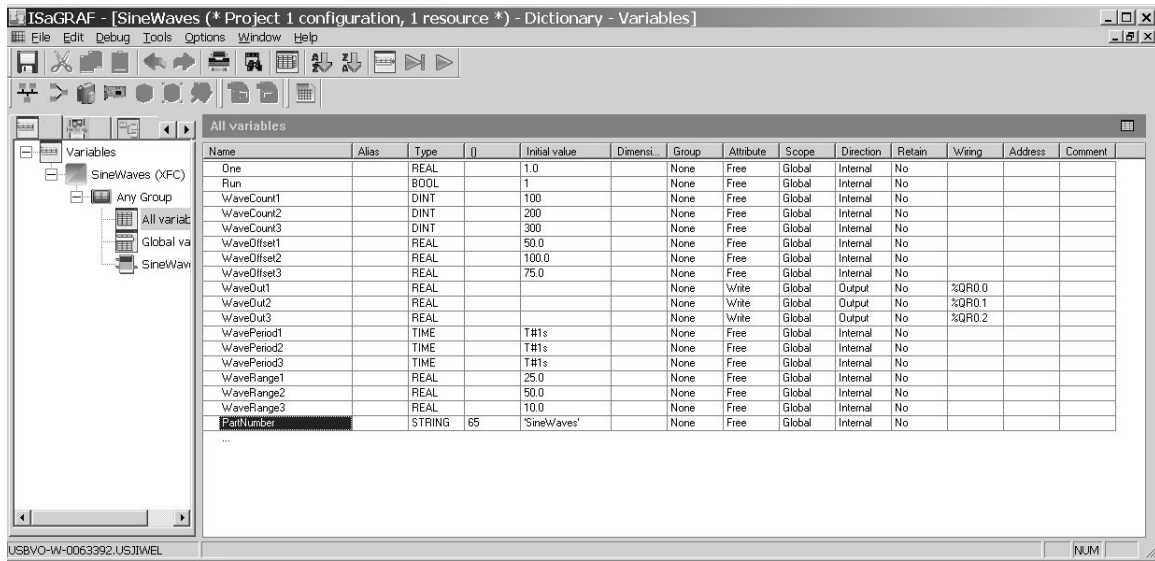 ISaGRAF - [SineWaves (* Project 1 configuration, 1 resource *) - Dictionary - Variables]
File Edit Debug Tools Options Window Help
All variables
Variables
SineWaves (XFC)
Any Group
All variab
Global va
SineWav
Name Alias Type () Initial value Dimensi... Group Attribute Scope Direction Retain Wiring Address Comment
One REAL 1.0 None Free Global Internal No
Run BOOL 1 None Free Global Internal No
WaveCount1 DINT 100 None Free Global Internal No
WaveCount2 DINT 200 None Free Global Internal No
WaveCount3 DINT 300 None Free Global Internal No
WaveOffset1 REAL 50.0 None Free Global Internal No
WaveOffset2 REAL 100.0 None Free Global Internal No
WaveOffset3 REAL 75.0 None Free Global Internal No
WaveOut1 REAL None Write Global Output No %QR0.0
WaveOut2 REAL None Write Global Output No %QR0.1
WaveOut3 REAL None Write Global Output No %QR0.2
WavePeriod1 TIME T#1s None Free Global Internal No
WavePeriod2 TIME T#1s None Free Global Internal No
WavePeriod3 TIME T#1s None Free Global Internal No
WaveRange1 REAL 25.0 None Free Global Internal No
WaveRange2 REAL 50.0 None Free Global Internal No
WaveRange3 REAL 10.0 None Free Global Internal No
PartNumber STRING 65 'SineWaves' None Free Global Internal No
...
USBVO-W-0063392.USJIWEL NUM